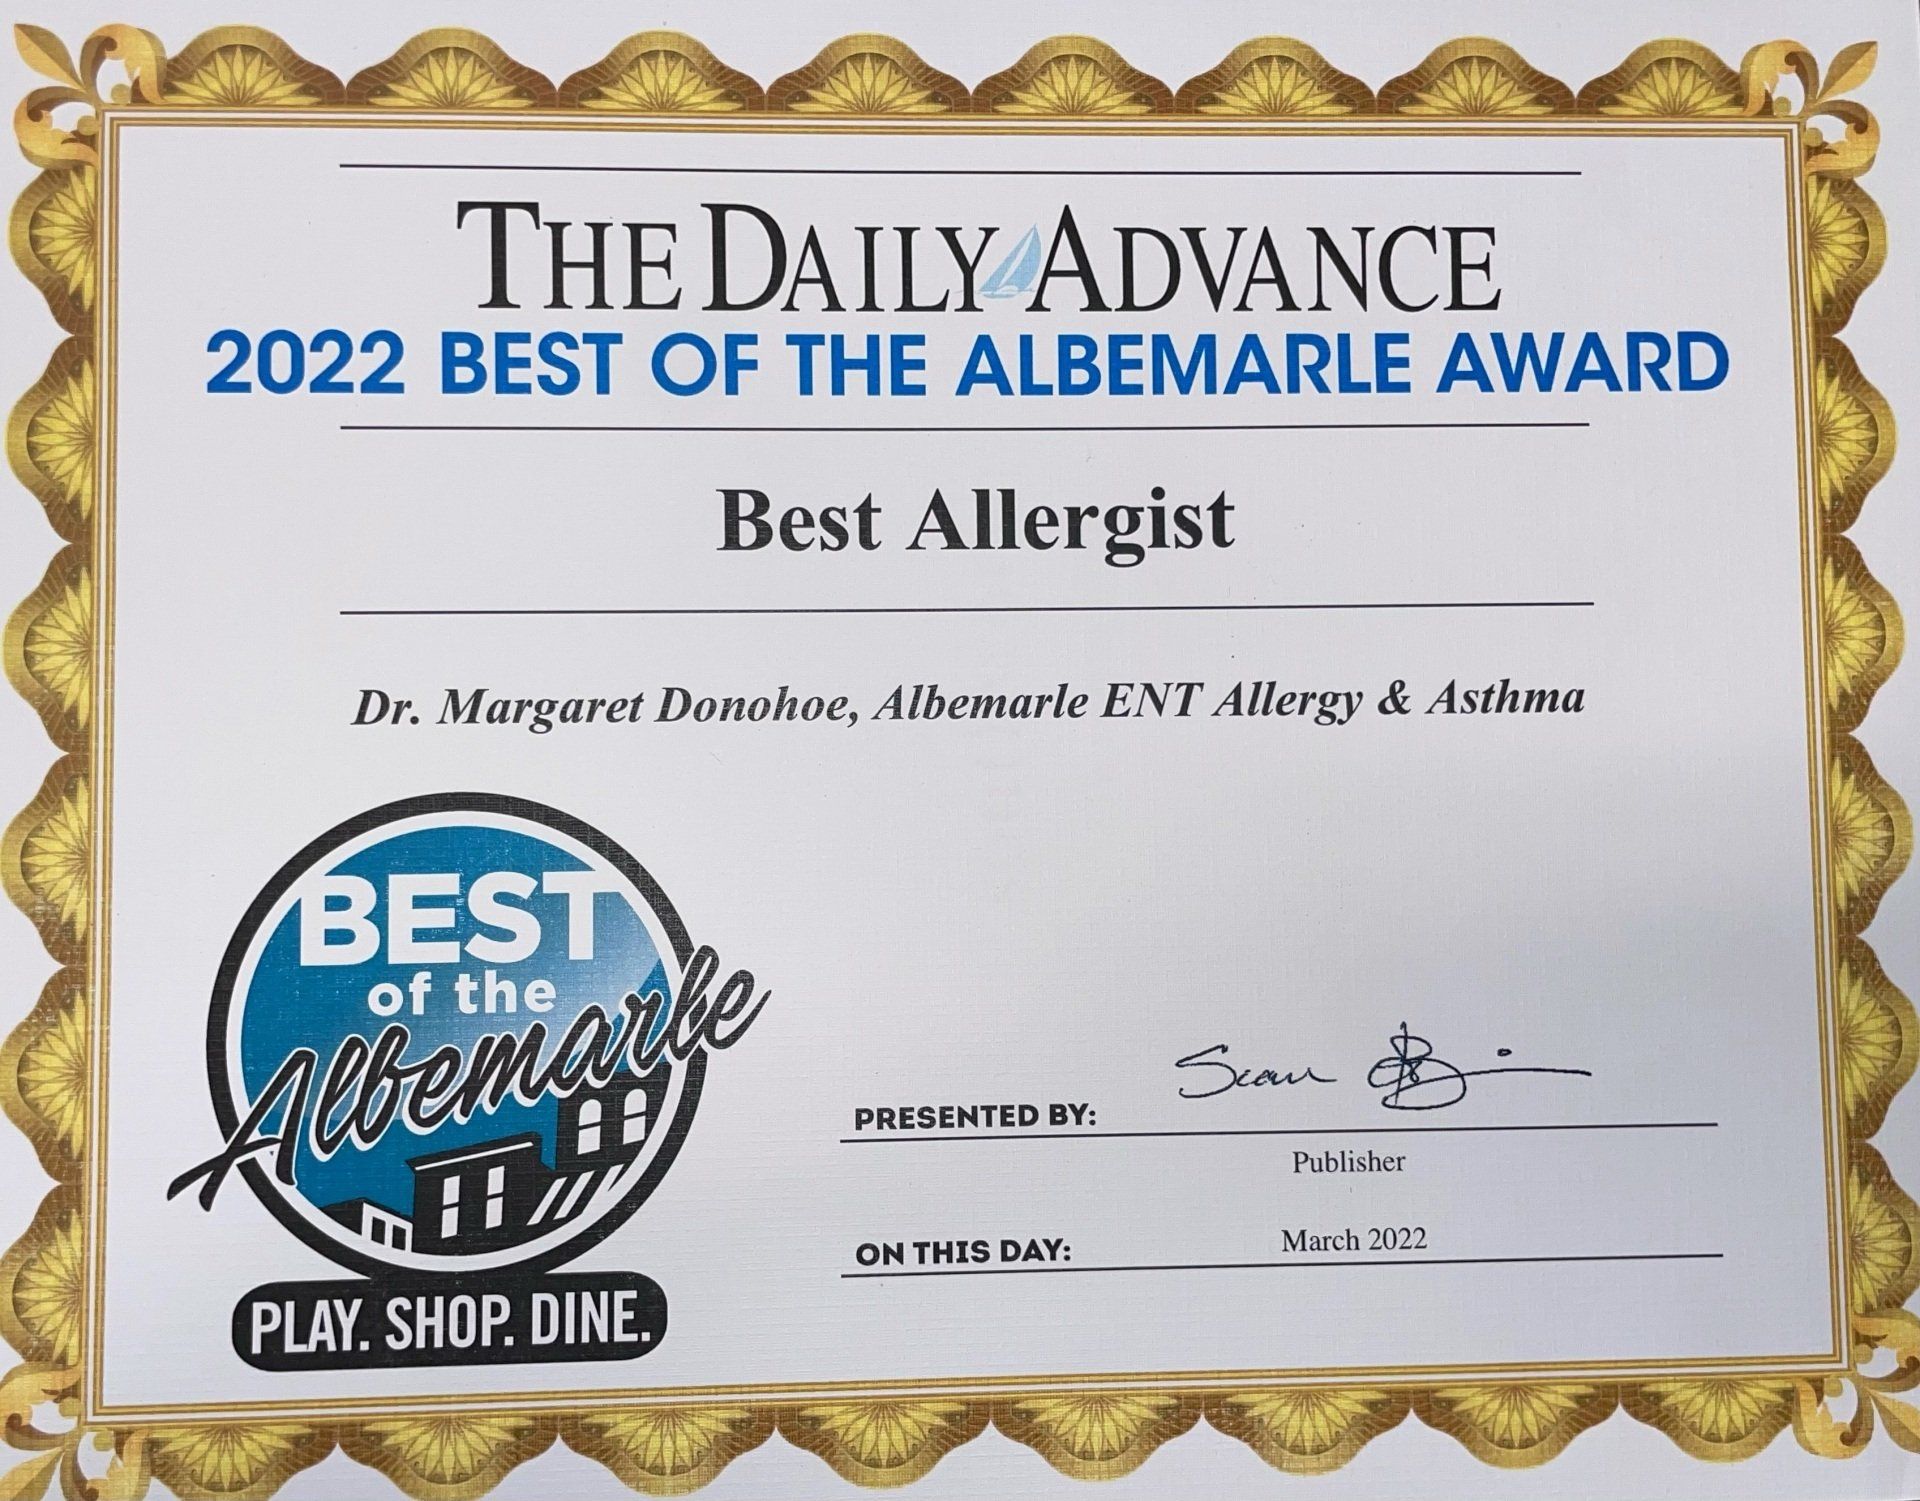 THE DAILY ADVANCE
2022 BEST OF THE ALBEMARLE AWARD
Best Allergist
Dr. Margaret Donohoe, Albemarle ENT Allergy & Asthma
BEST
of the
Albemarle
PLAY. SHOP. DINE.
PRESENTED BY:
Publisher
ON THIS DAY: March 2022